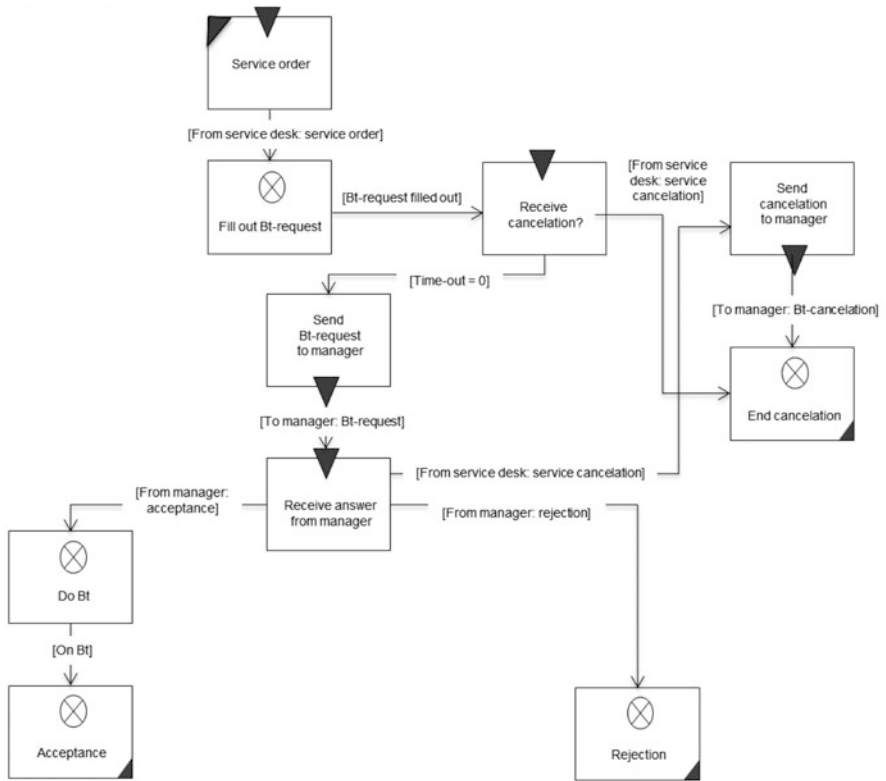 Service order
[From service desk: service order]
Fill out Bt-request
[Bt-request filled out]
Receive
cancelation?
[From service
desk: service
cancelation]
Send
cancelation
to manager
[Time-out = 0]
Send
Bt-request
to manager
[To manager: Bt-cancelation]
End cancelation
[To manager: Bt-request]
[From service desk: service cancelation]
[From manager:
acceptance]
Receive answer
from manager
[From manager: rejection]
Do Bt
[On Bt]
Acceptance
Rejection